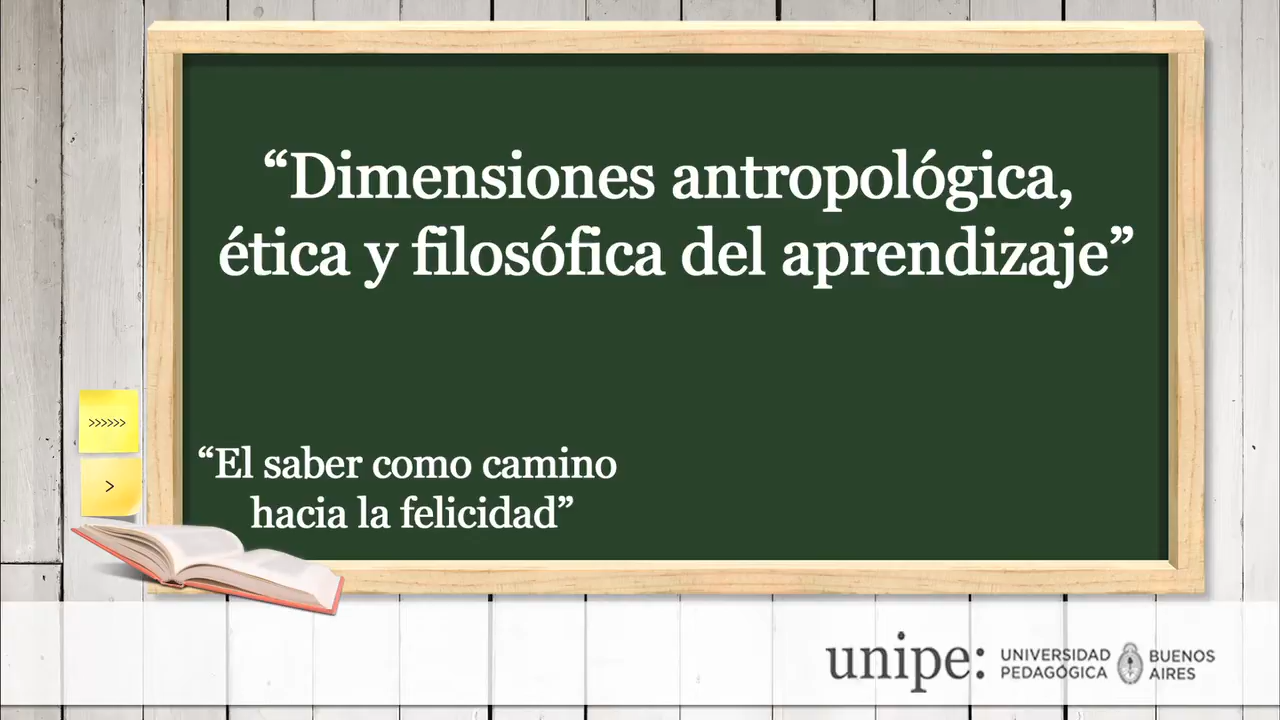 “Dimensiones antropológica,
ética y filosófica del aprendizaje”
>>>>>>
>
“El saber como camino
hacia la felicidad”
unipe:
UNIVERSIDAD
PEDAGÓGICA
BUENOS
AIRES